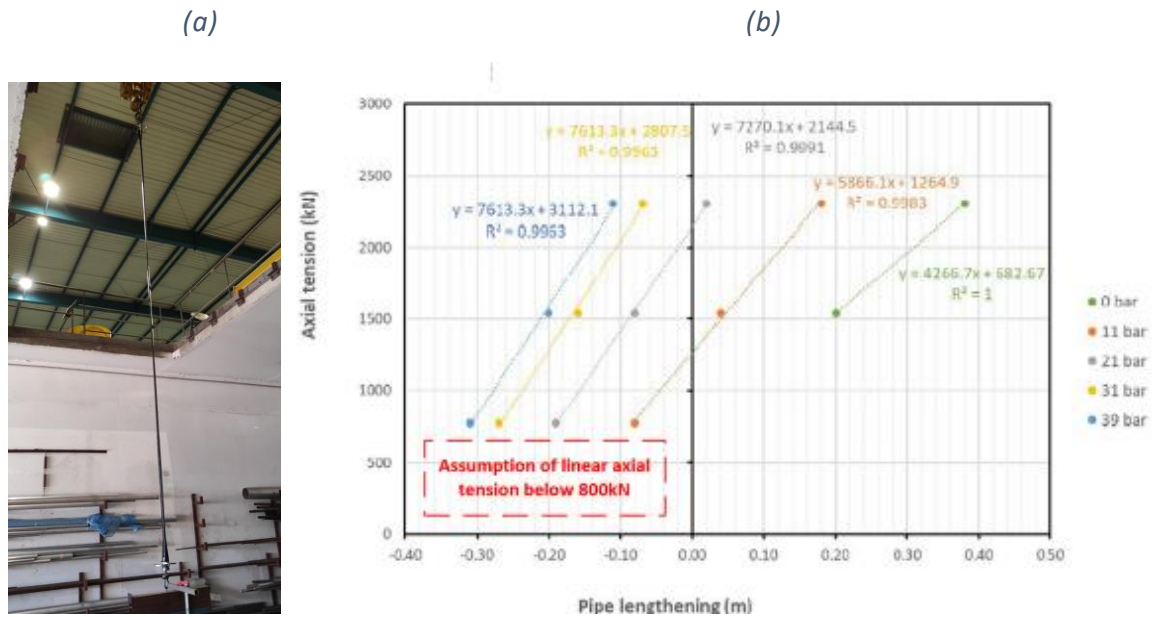 (a)
(b)
3000
2500
2000
1500
1000
500
0
Axial tension (kN)
y = 7613.3x + 2807.5
R² = 0.9963
y = 7270.1x + 2144.5
R² = 0.9991
y = 5866.1x + 1264.9
R² = 0.9983
y = 7613.3x + 3112.1
R² = 0.9963
y = 4266.7x + 682.67
R² = 1
Assumption of linear axial
tension below 800kN
0 bar
11 bar
21 bar
31 bar
39 bar
-0.40 -0.30 -0.20 -0.10 0.00 0.10 0.20 0.30 0.40 0.50
Pipe lengthening (m)